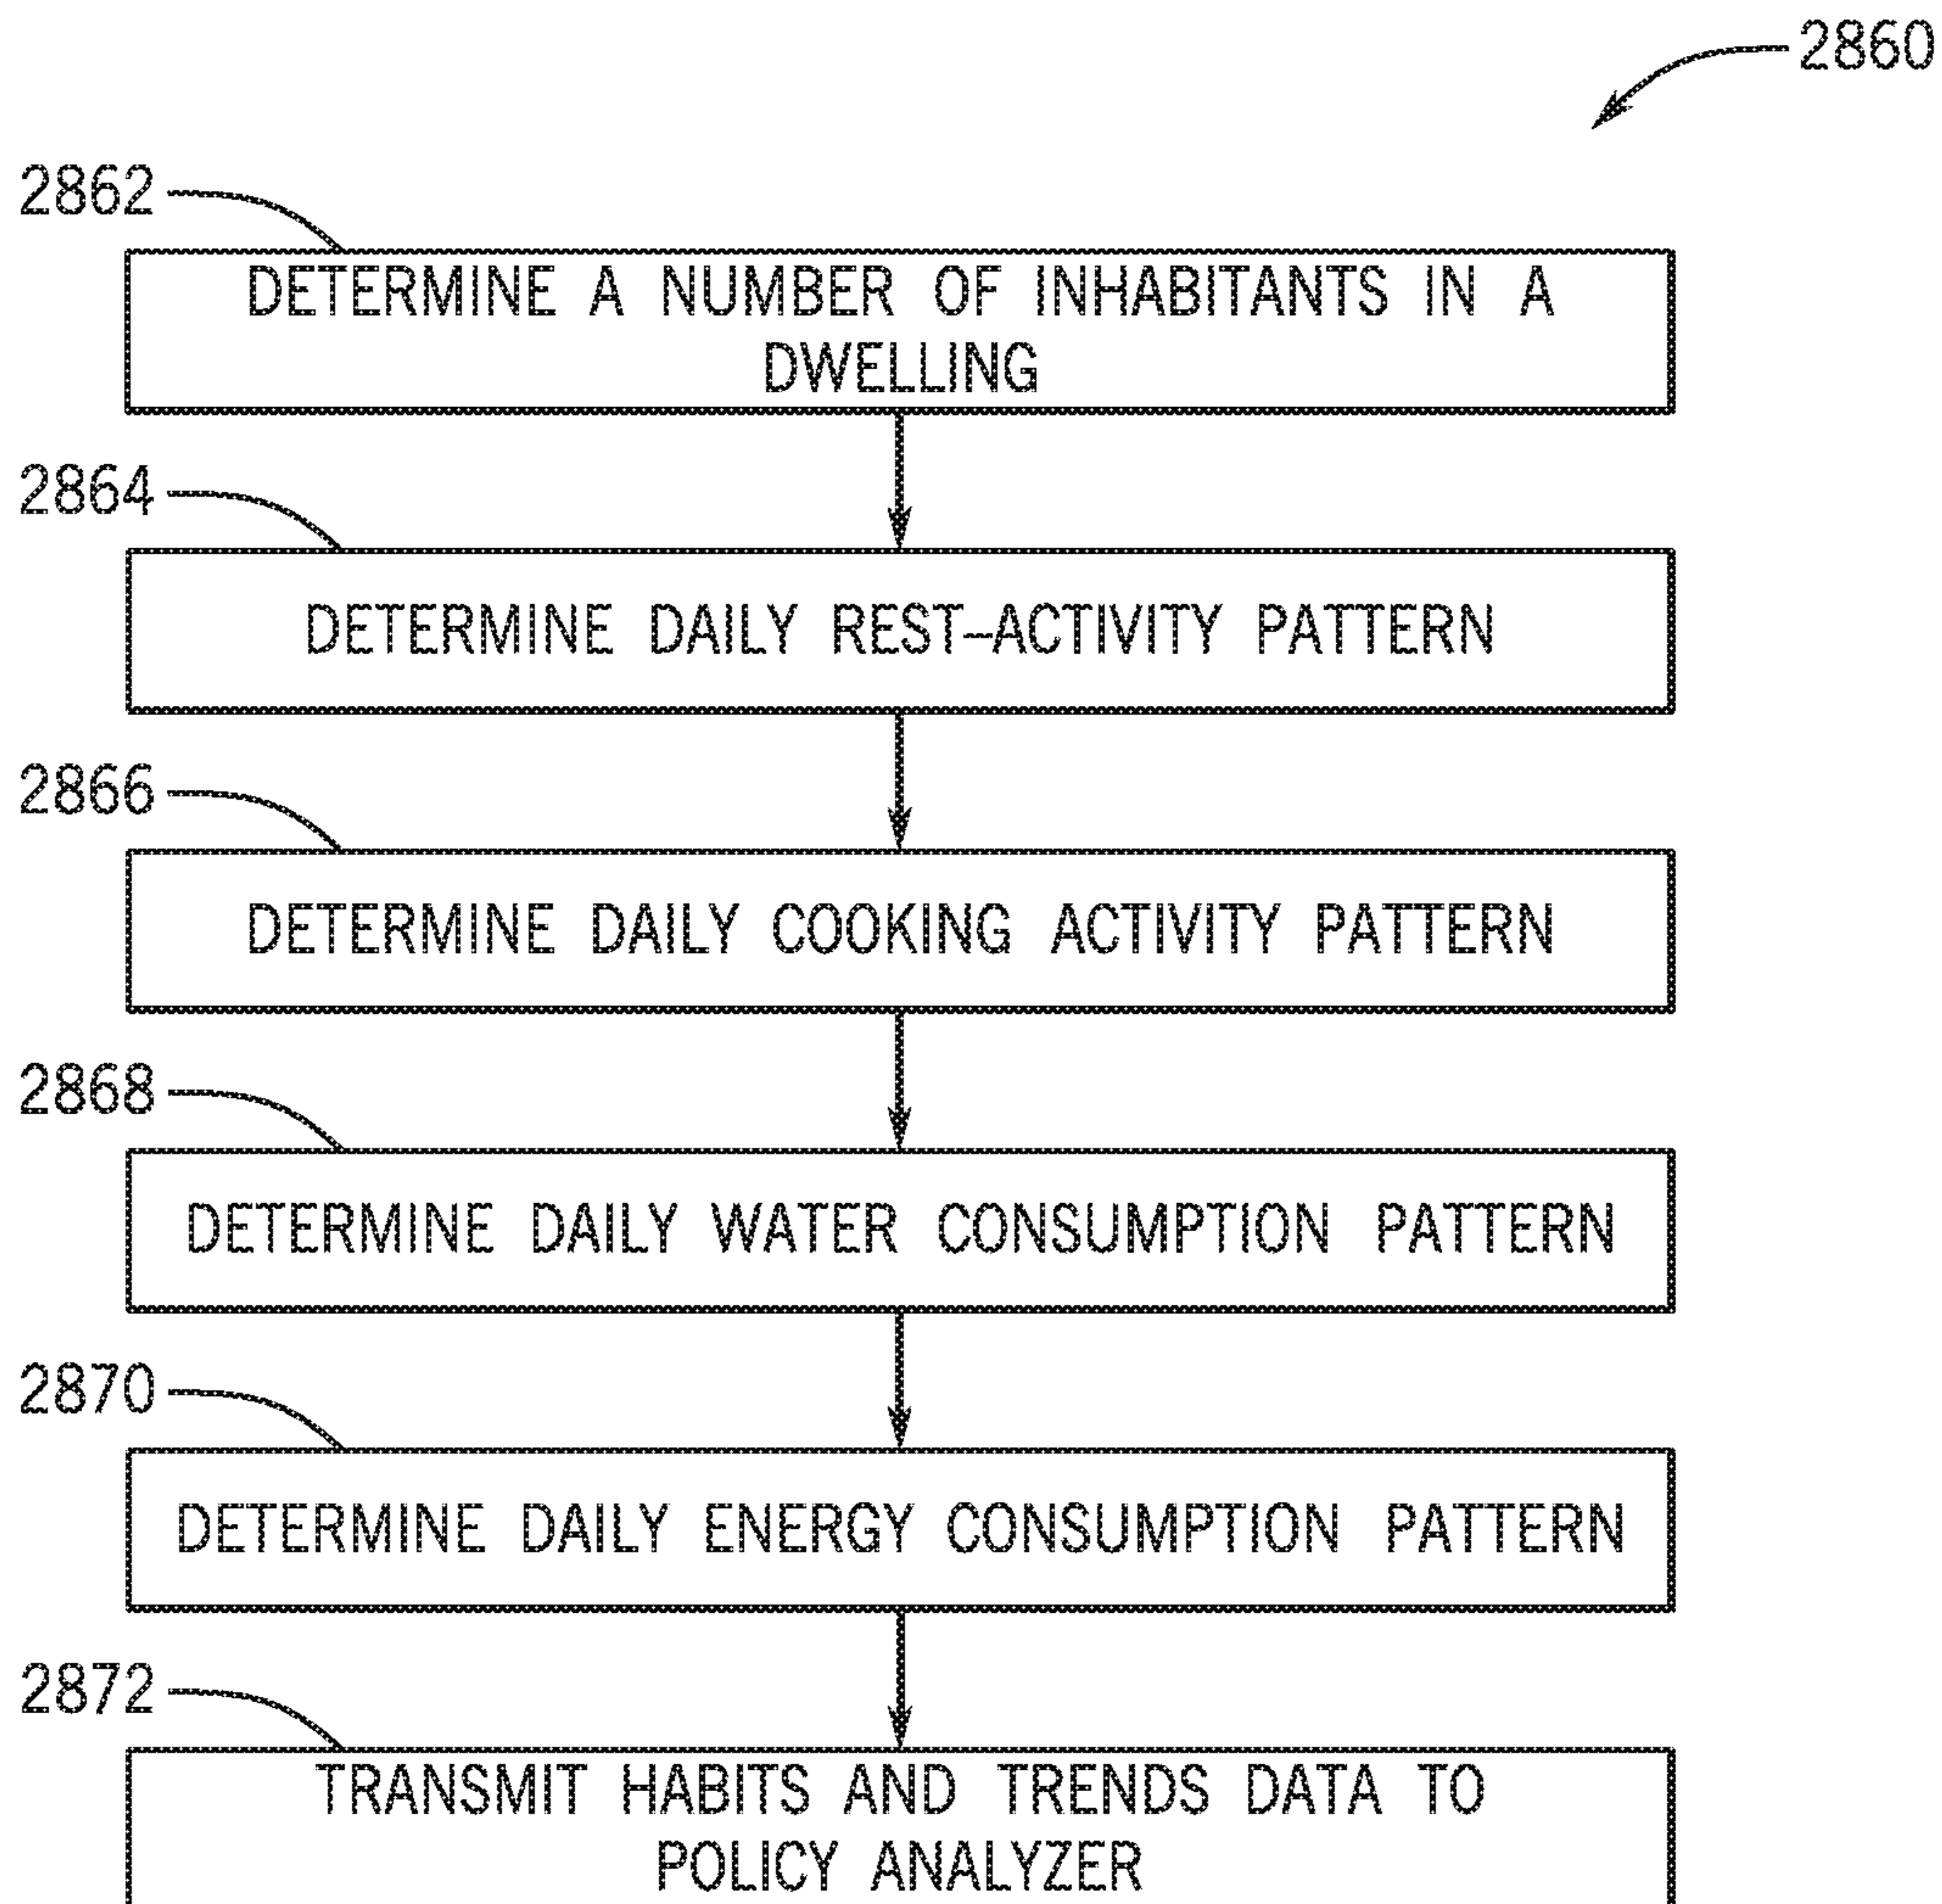 2860
2862
DETERMINE A NUMBER OF INHABITANTS IN A
DWELLING
2864
DETERMINE DAILY REST-ACTIVITY PATTERN
2866
DETERMINE DAILY COOKING ACTIVITY PATTERN
2868
DETERMINE DAILY WATER CONSUMPTION PATTERN
2870
DETERMINE DAILY ENERGY CONSUMPTION PATTERN
2872
TRANSMIT HABITS AND TRENDS DATA TO
POLICY ANALYZER